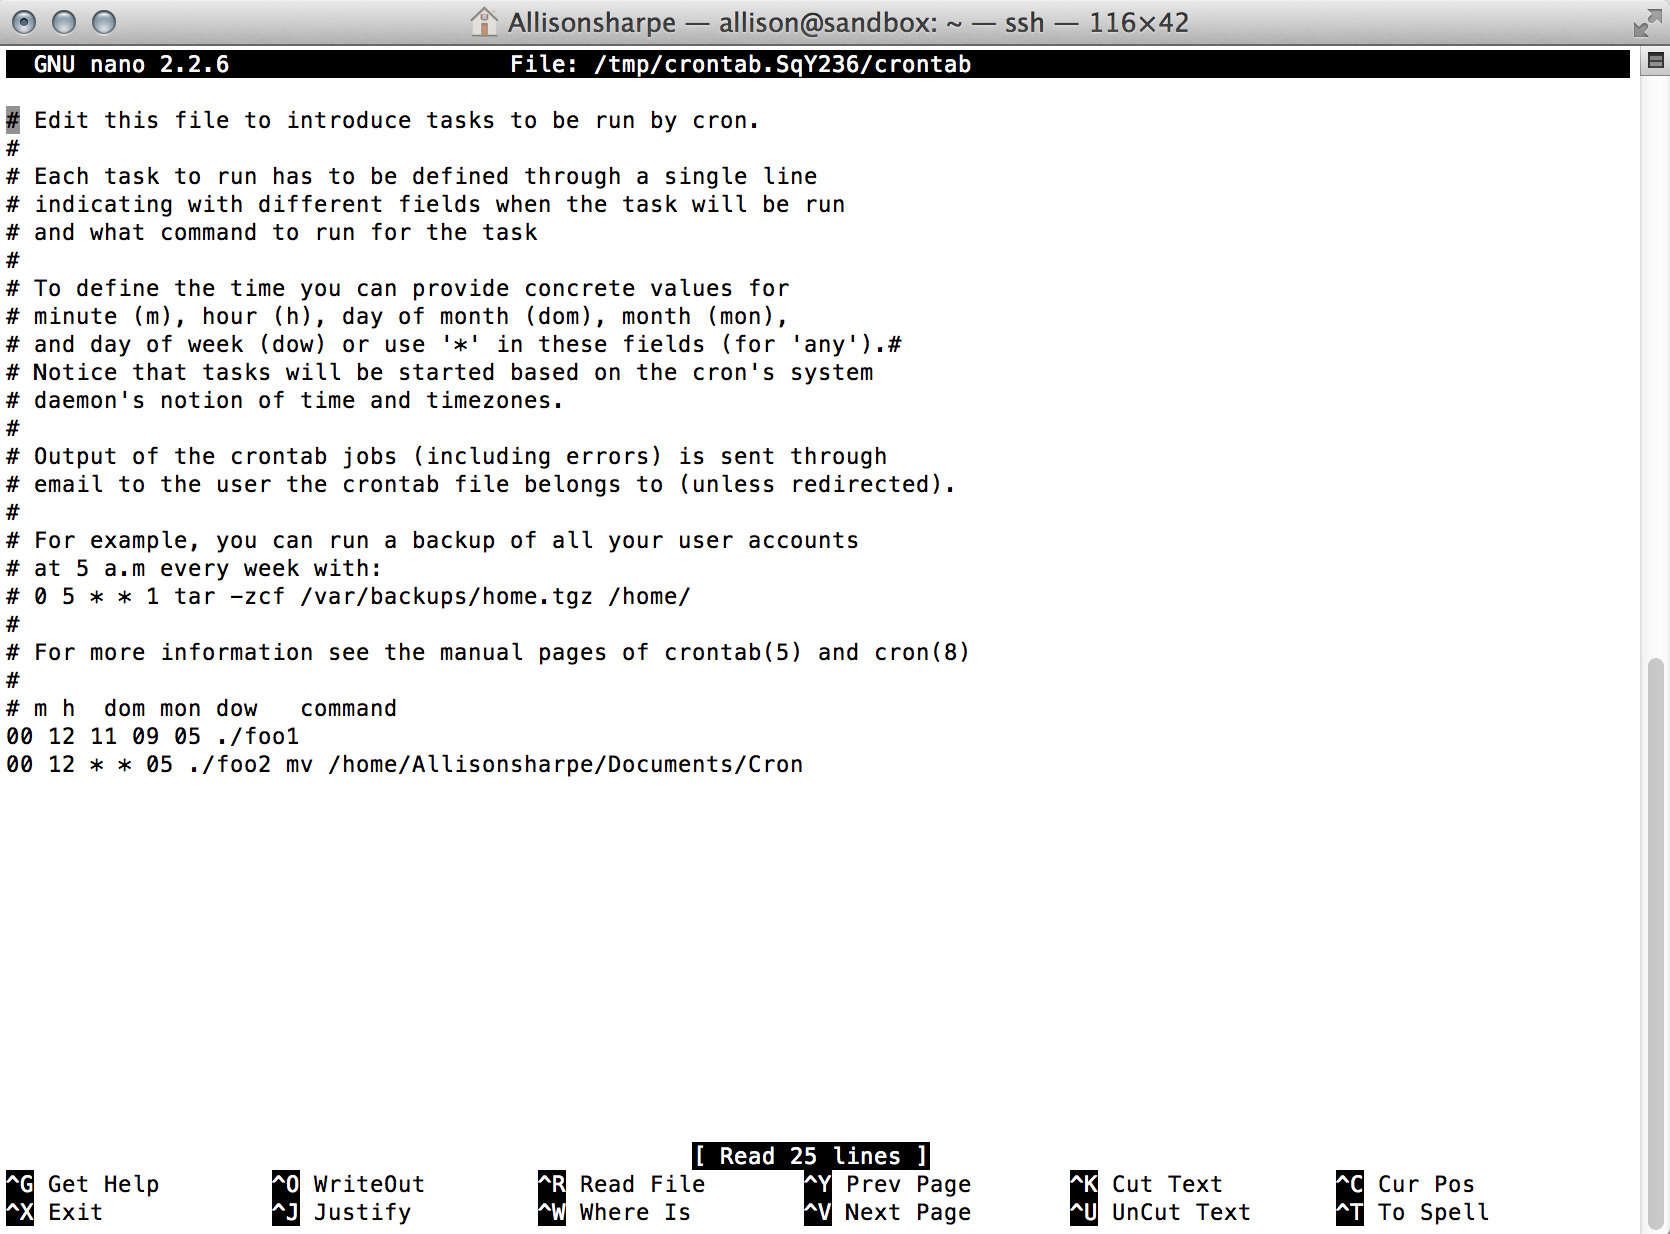 Allisonsharpe — allison@sandbox: ~ — ssh — 116×42
GNU nano 2.2.6 File: /tmp/crontab.SqY236/crontab
# Edit this file to introduce tasks to be run by cron.
#
# Each task to run has to be defined through a single line
# indicating with different fields when the task will be run
# and what command to run for the task
#
# To define the time you can provide concrete values for
# minute (m), hour (h), day of month (dom), month (mon),
# and day of week (dow) or use '*' in these fields (for 'any').#
# Notice that tasks will be started based on the cron's system
# daemon's notion of time and timezones.
#
# Output of the crontab jobs (including errors) is sent through
# email to the user the crontab file belongs to (unless redirected).
#
# For example, you can run a backup of all your user accounts
# at 5 a.m every week with:
# 0 5 * * 1 tar -zcf /var/backups/home.tgz /home/
#
# For more information see the manual pages of crontab(5) and cron(8)
#
# m h  dom mon dow   command
00 12 11 09 05 ./foo1
00 12 * * 05 ./foo2 mv /home/Allisonsharpe/Documents/Cron
[ Read 25 lines ]
^G Get Help ^O WriteOut ^R Read File ^Y Prev Page ^K Cut Text ^C Cur Pos
^X Exit ^J Justify ^W Where Is ^V Next Page ^U UnCut Text ^T To Spell